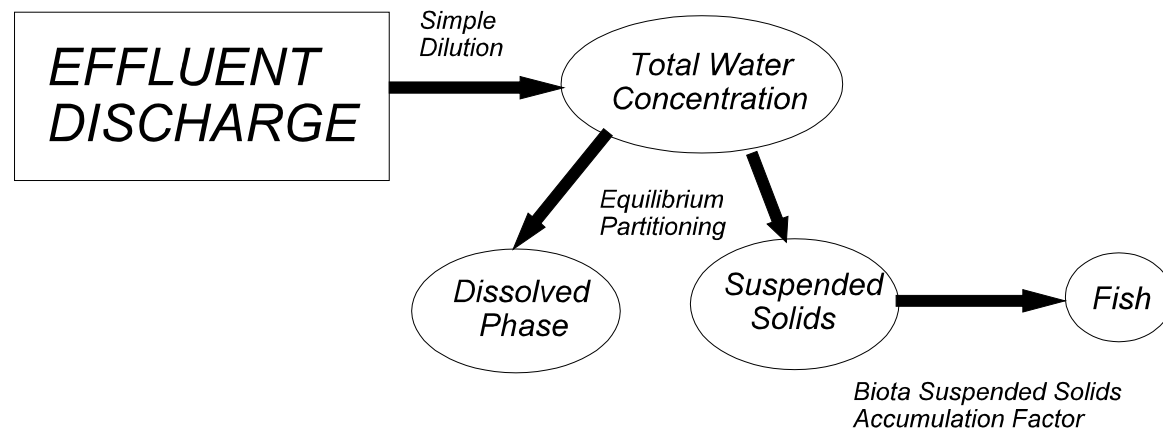 EFFLUENT
DISCHARGE
Simple
Dilution
Total Water
Concentration
Equilibrium
Partitioning
Dissolved
Phase
Suspended
Solids
Fish
Biota Suspended Solids
Accumulation Factor